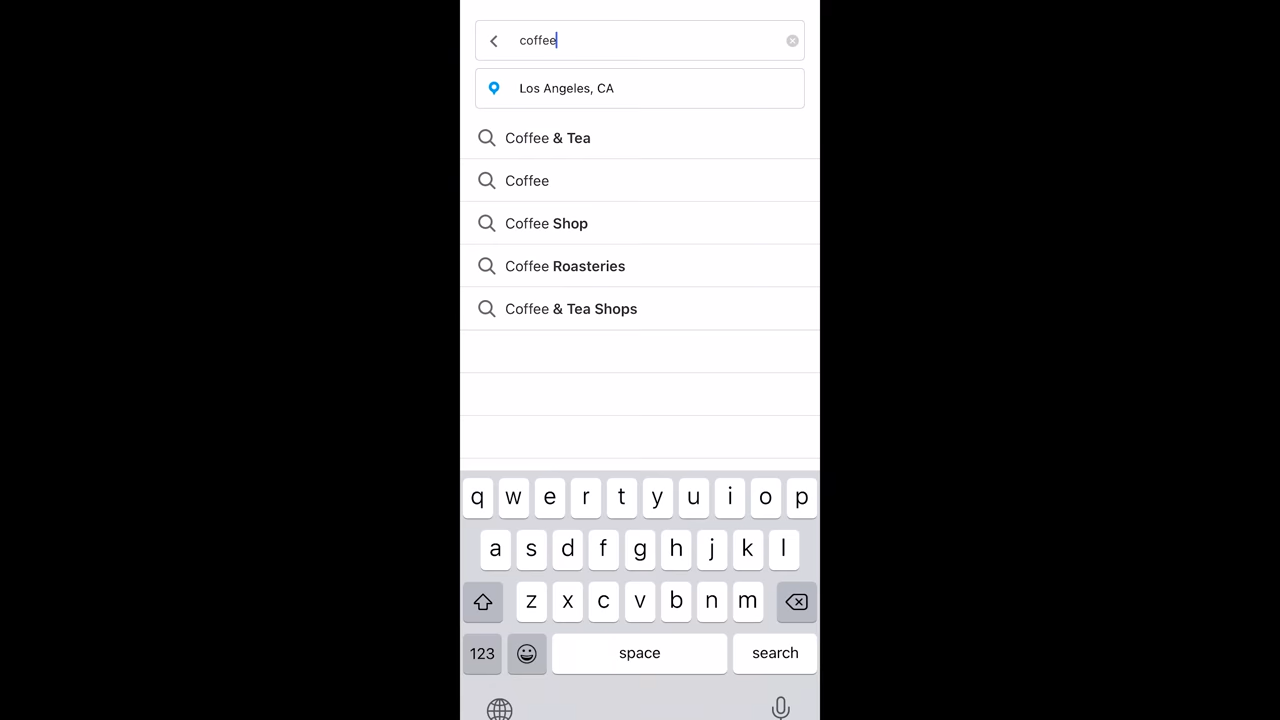 coffee
Los Angeles, CA
Coffee & Tea
Coffee
Coffee Shop
Coffee Roasteries
Coffee & Tea Shops
q w e r t y u i o p
a s d f g h j k l
z x c v b n m
123 space search